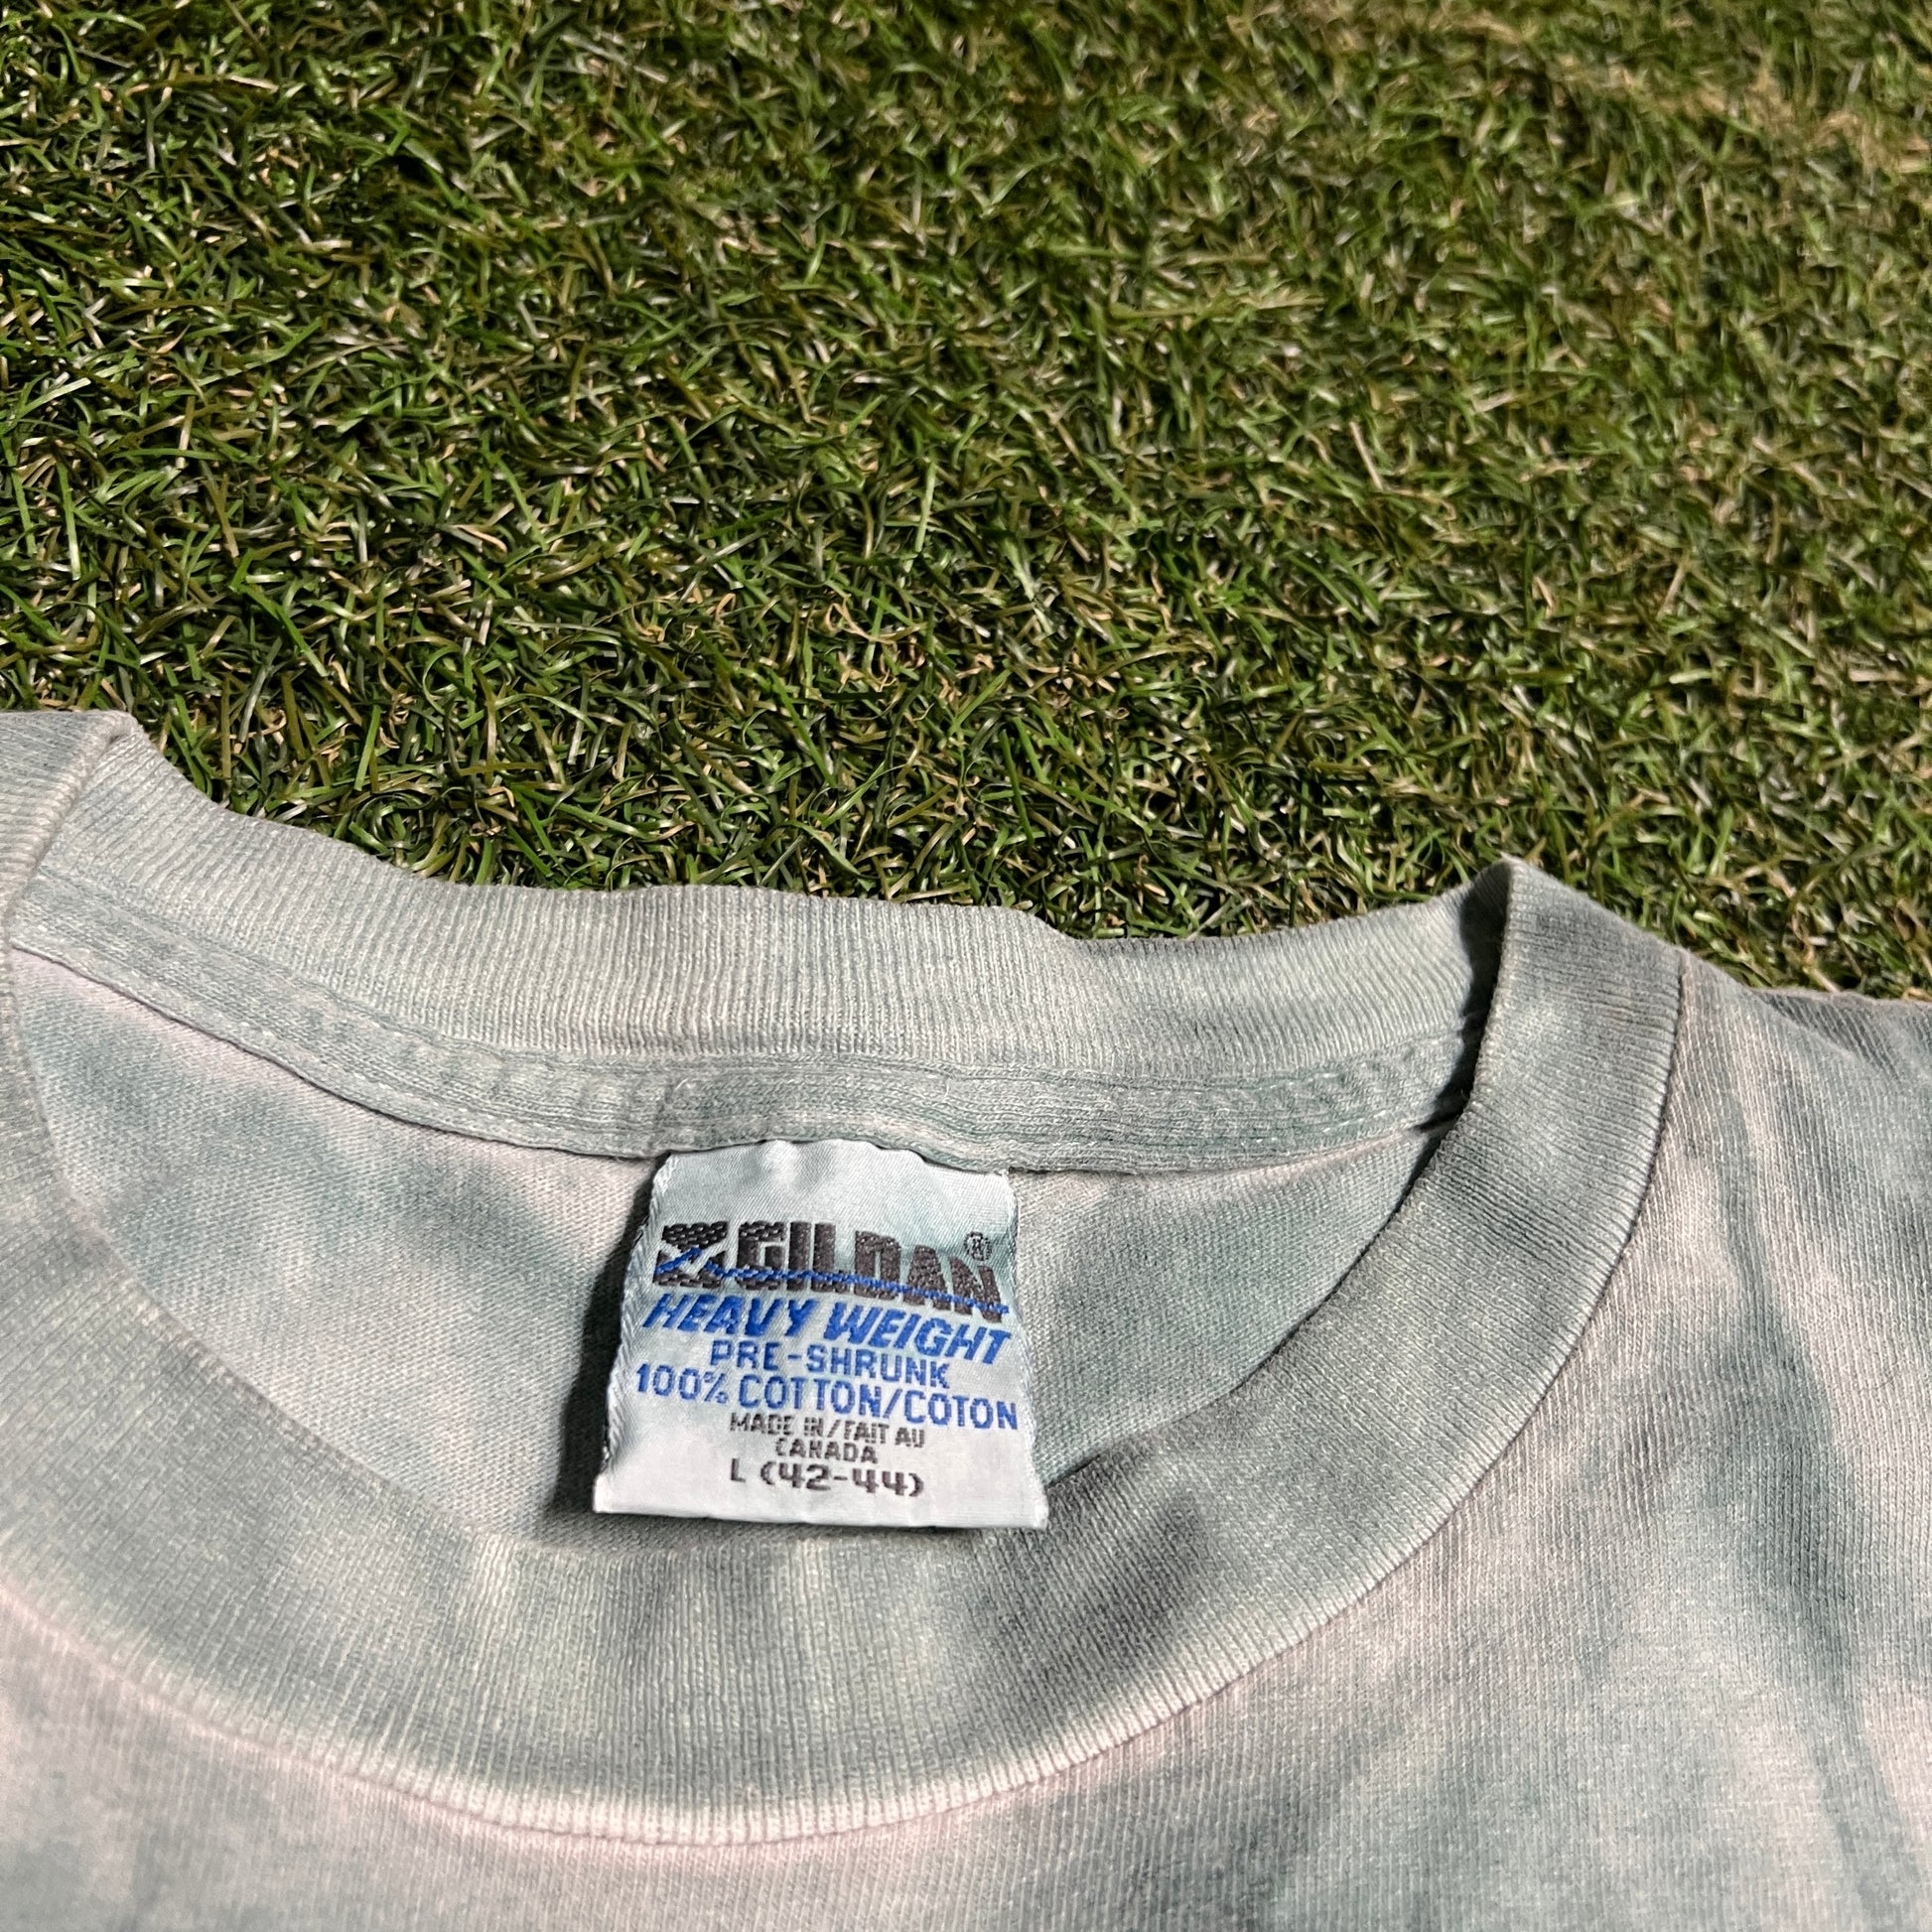 GILDAN®
HEAVY WEIGHT
PRE-SHRUNK
100% COTTON/COTON
MADE IN/FAIT AU
CANADA
L (42-44)